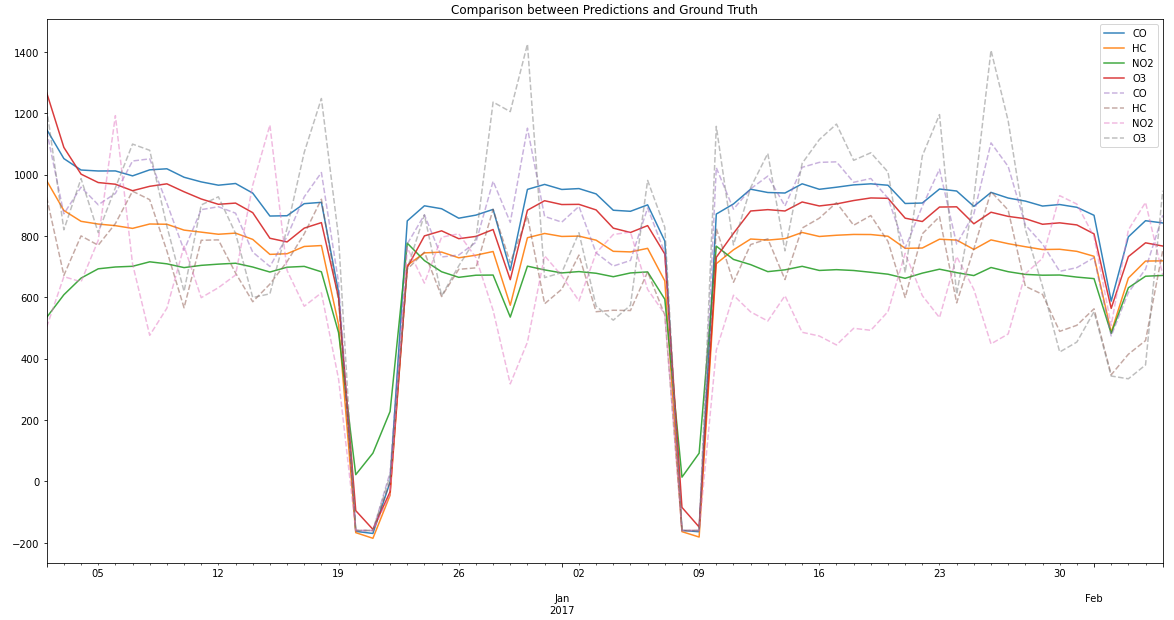 Comparison between Predictions and Ground Truth
CO
HC
NO2
O3
CO
HC
NO2
O3
1400
1200
1000
800
600
400
200
0
−200
05
12
19
26
02
09
16
23
30
Jan
2017
Feb